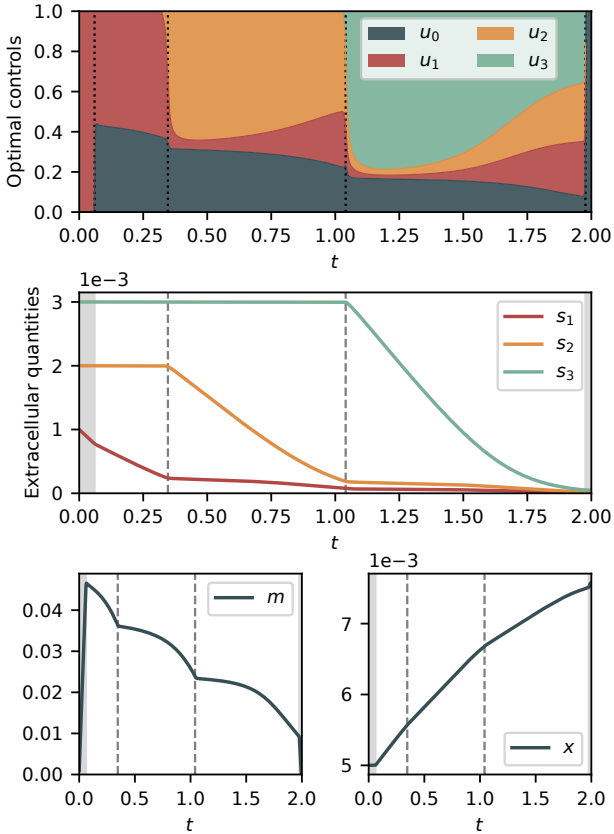 Optimal controls
1.0
0.8
0.6
0.4
0.2
0.0
u₀ u₂
u₁ u₃
0.00 0.25 0.50 0.75 1.00 1.25 1.50 1.75 2.00
t
1e−3
Extracellular quantities
3
2
1
0
s₁
s₂
s₃
0.00 0.25 0.50 0.75 1.00 1.25 1.50 1.75 2.00
t
0.04
0.03
0.02
0.01
0.00
m
0.0 0.5 1.0 1.5 2.0
t
1e−3
7
6
5
x
0.0 0.5 1.0 1.5 2.0
t